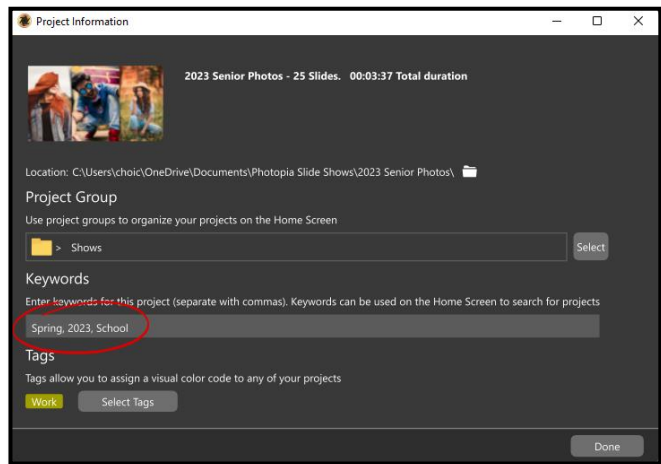 Project Information
2023 Senior Photos - 25 Slides. 00:03:37 Total duration
Location: C:\Users\choic\OneDrive\Documents\Photopia Slide Shows\2023 Senior Photos\
Project Group
Use project groups to organize your projects on the Home Screen
> Shows
Select
Keywords
Enter keywords for this project (separate with commas). Keywords can be used on the Home Screen to search for projects
Spring, 2023, School
Tags
Tags allow you to assign a visual color code to any of your projects
Work Select Tags
Done